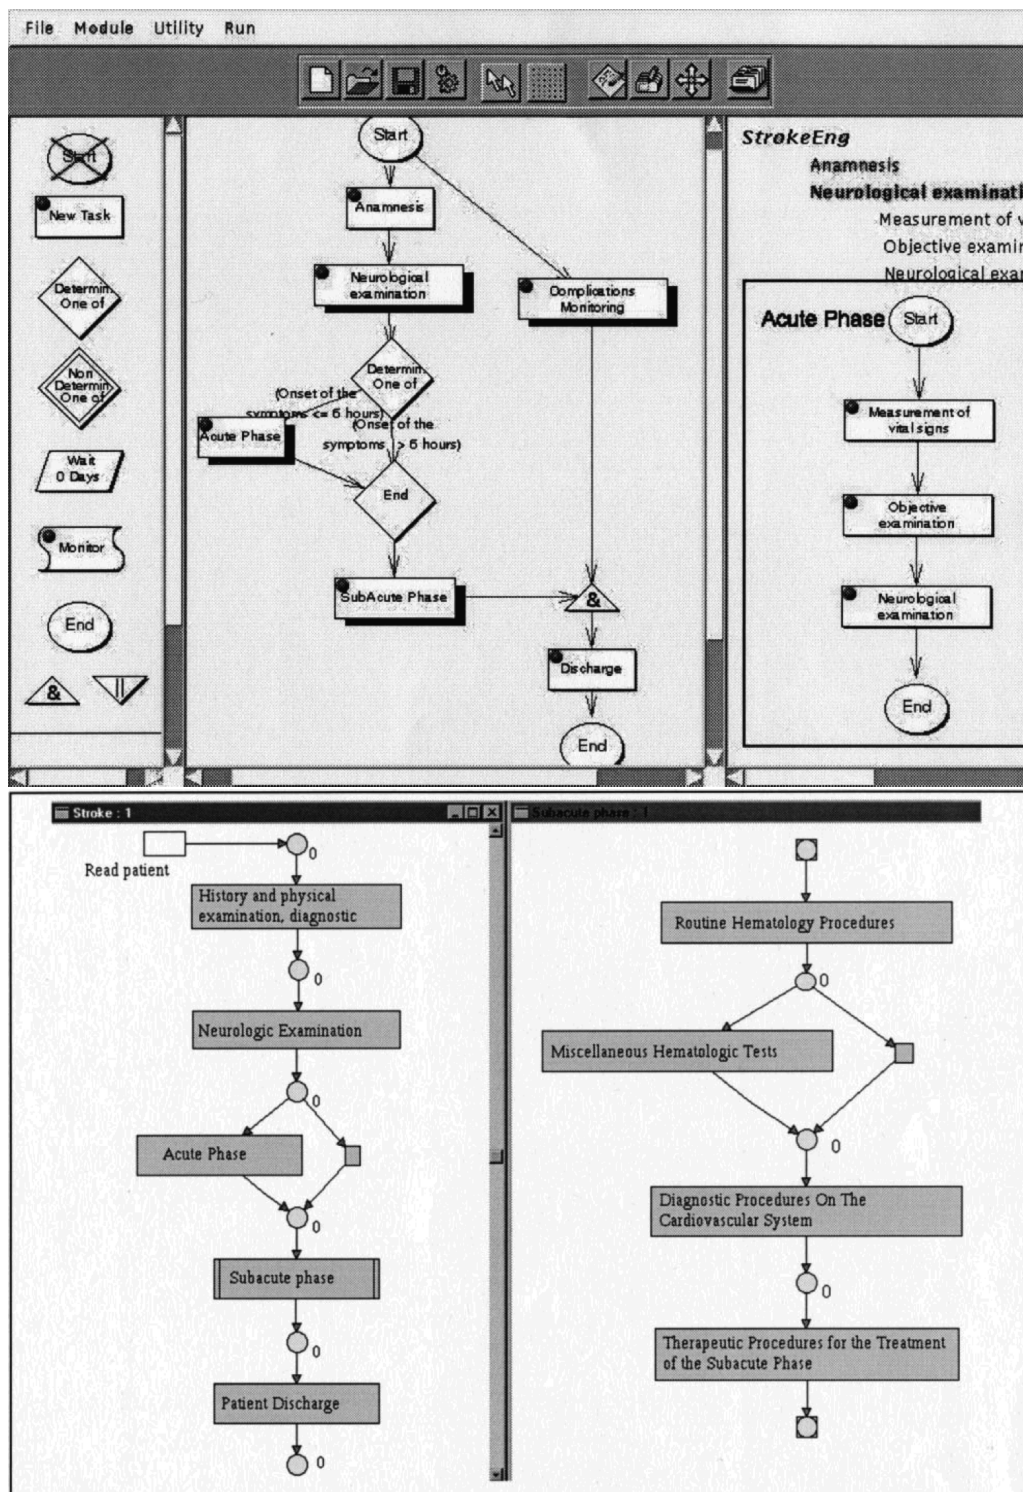 File Module Utility Run
Start
New Task
Determin
One of
Non
Determin
One of
Wait
0 Days
Monitor
End
&
Start
Anamnesis
Neurological
examination
Complications
Monitoring
Determin
One of
(Onset of the
symptoms <= 6 hours)
(Onset of the
symptoms > 6 hours)
Acute Phase
End
SubAcute Phase
&
Discharge
End
StrokeEng
Anamnesis
Neurological examinati
Measurement of v
Objective examin
Neurological exa
Acute Phase
Start
Measurement of
vital signs
Objective
examination
Neurological
examination
End
Stroke : 1
Read patient
0
History and physical
examination, diagnostic
0
Neurologic Examination
0
Acute Phase
0
Subacute phase
0
Patient Discharge
0
Subacute phase : 1
Routine Hematology Procedures
0
Miscellaneous Hematologic Tests
0
Diagnostic Procedures On The
Cardiovascular System
0
Therapeutic Procedures for the Treatment
of the Subacute Phase